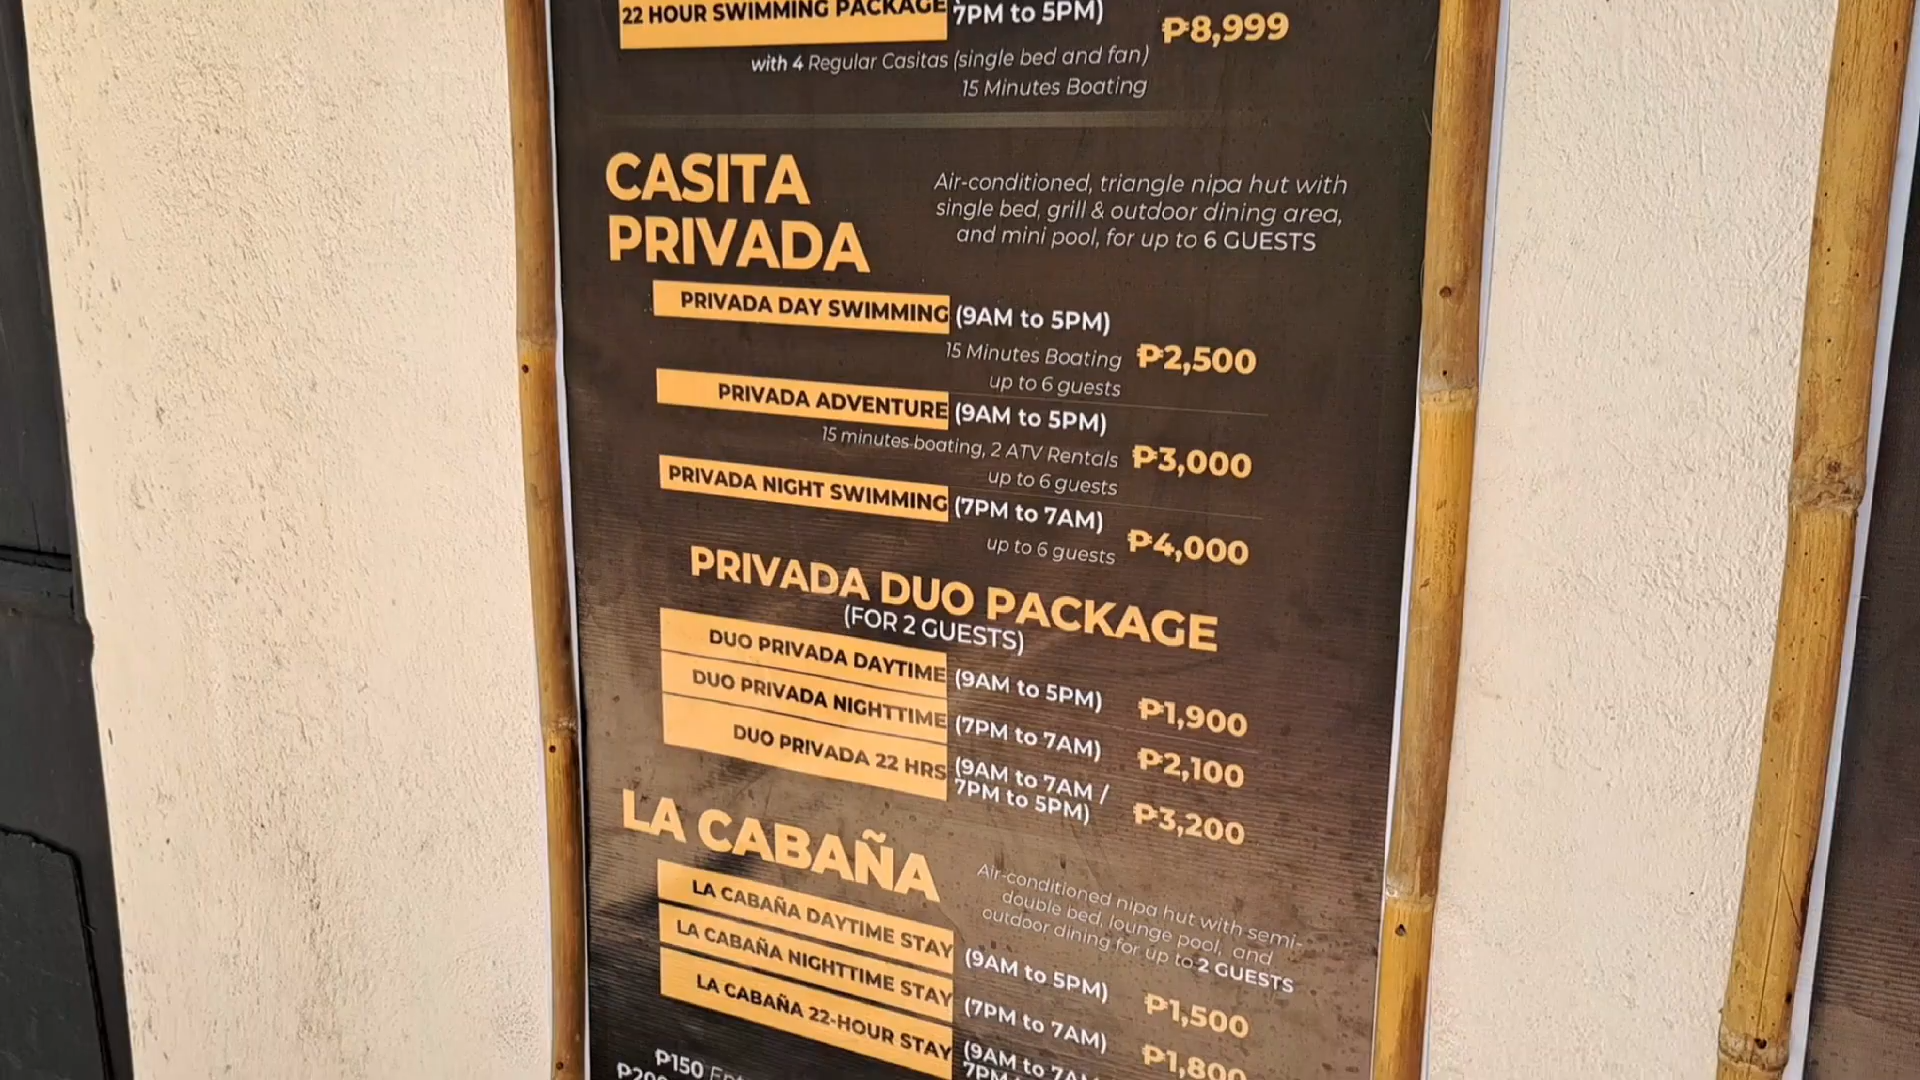 22 HOUR SWIMMING PACKAGE 7PM to 5PM) ₱8,999
with 4 Regular Casitas (single bed and fan)
15 Minutes Boating
CASITA
PRIVADA
Air-conditioned, triangle nipa hut with
single bed, grill & outdoor dining area,
and mini pool, for up to 6 GUESTS
PRIVADA DAY SWIMMING (9AM to 5PM)
15 Minutes Boating ₱2,500
up to 6 guests
PRIVADA ADVENTURE (9AM to 5PM)
15 minutes boating, 2 ATV Rentals ₱3,000
up to 6 guests
PRIVADA NIGHT SWIMMING (7PM to 7AM)
up to 6 guests ₱4,000
PRIVADA DUO PACKAGE
(FOR 2 GUESTS)
DUO PRIVADA DAYTIME (9AM to 5PM) ₱1,900
DUO PRIVADA NIGHTTIME (7PM to 7AM) ₱2,100
DUO PRIVADA 22 HRS (9AM to 7AM /
7PM to 5PM) ₱3,200
LA CABAÑA
Air-conditioned nipa hut with semi-
double bed, lounge pool, and
outdoor dining for up to 2 GUESTS
LA CABAÑA DAYTIME STAY (9AM to 5PM) ₱1,500
LA CABAÑA NIGHTTIME STAY (7PM to 7AM) ₱1,800
LA CABAÑA 22-HOUR STAY (9AM to
7PM
₱150